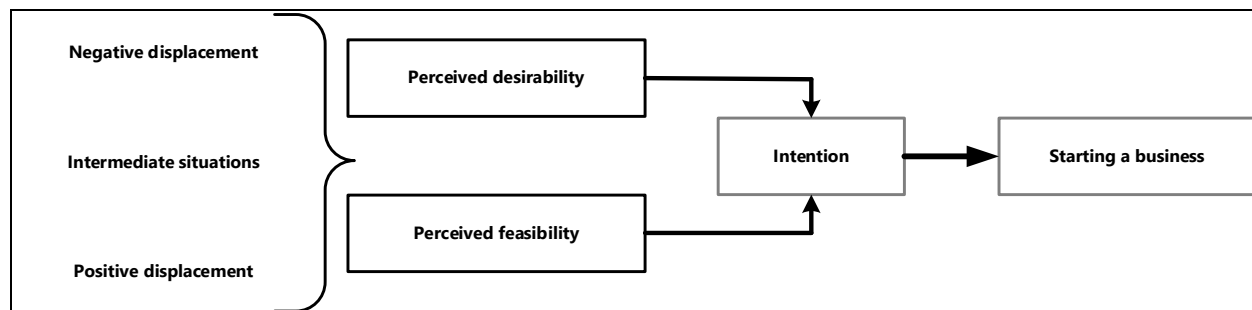 Negative displacement
Intermediate situations
Positive displacement
Perceived desirability
Perceived feasibility
Intention
Starting a business